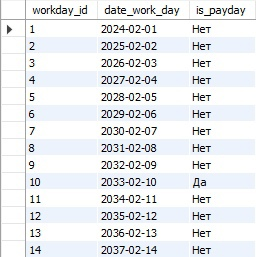 workday_id date_work_day is_payday
1 2024-02-01 Нет
2 2025-02-02 Нет
3 2026-02-03 Нет
4 2027-02-04 Нет
5 2028-02-05 Нет
6 2029-02-06 Нет
7 2030-02-07 Нет
8 2031-02-08 Нет
9 2032-02-09 Нет
10 2033-02-10 Да
11 2034-02-11 Нет
12 2035-02-12 Нет
13 2036-02-13 Нет
14 2037-02-14 Нет